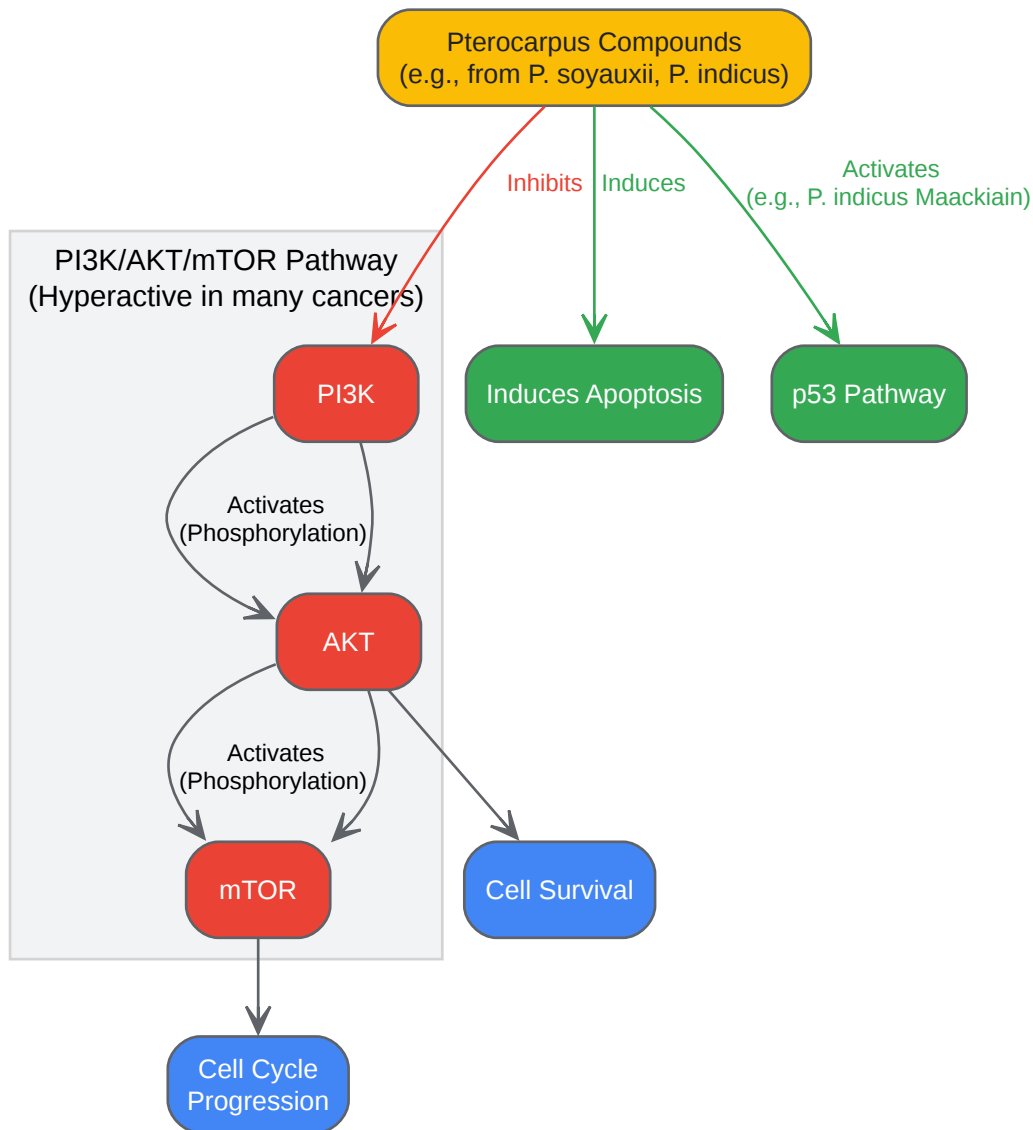 Pterocarpus Compounds
(e.g., from P. soyauxii, P. indicus)
Inhibits
Induces
Activates
(e.g., P. indicus Maackiain)
PI3K/AKT/mTOR Pathway
(Hyperactive in many cancers)
PI3K
Induces Apoptosis
p53 Pathway
Activates
(Phosphorylation)
AKT
Activates
(Phosphorylation)
mTOR
Cell Survival
Cell Cycle
Progression